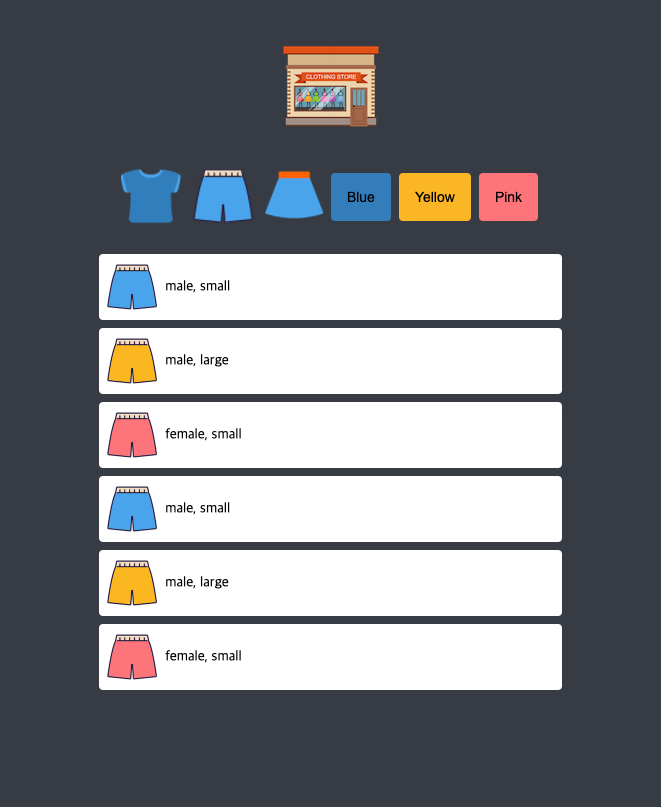 CLOTHING STORE
Blue
Yellow
Pink
male, small
male, large
female, small
male, small
male, large
female, small